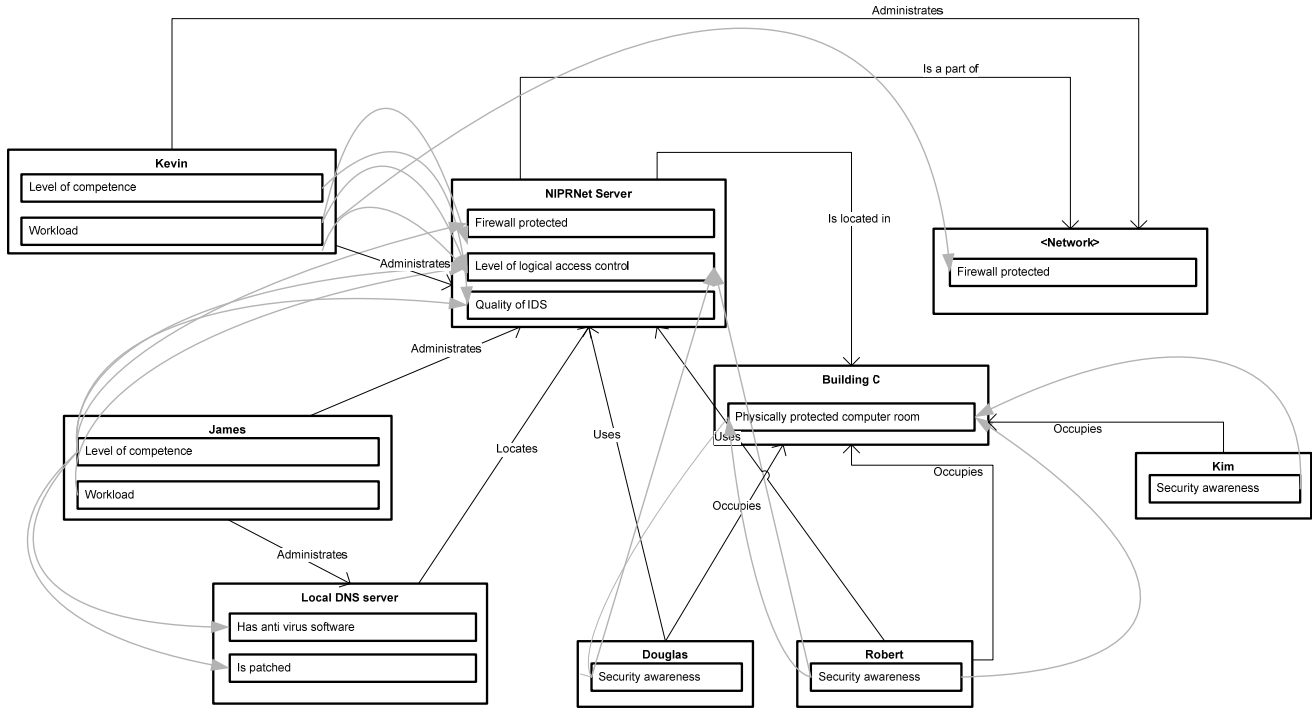 Administrates
Is a part of
Kevin
Level of competence
Workload
NIPRNet Server
Firewall protected
Level of logical access control
Quality of IDS
Is located in
<Network>
Firewall protected
Administrates
Administrates
Building C
Physically protected computer room
James
Level of competence
Workload
Locates
Uses
Uses
Occupies
Occupies
Kim
Security awareness
Occupies
Administrates
Local DNS server
Has anti virus software
Is patched
Douglas
Security awareness
Robert
Security awareness